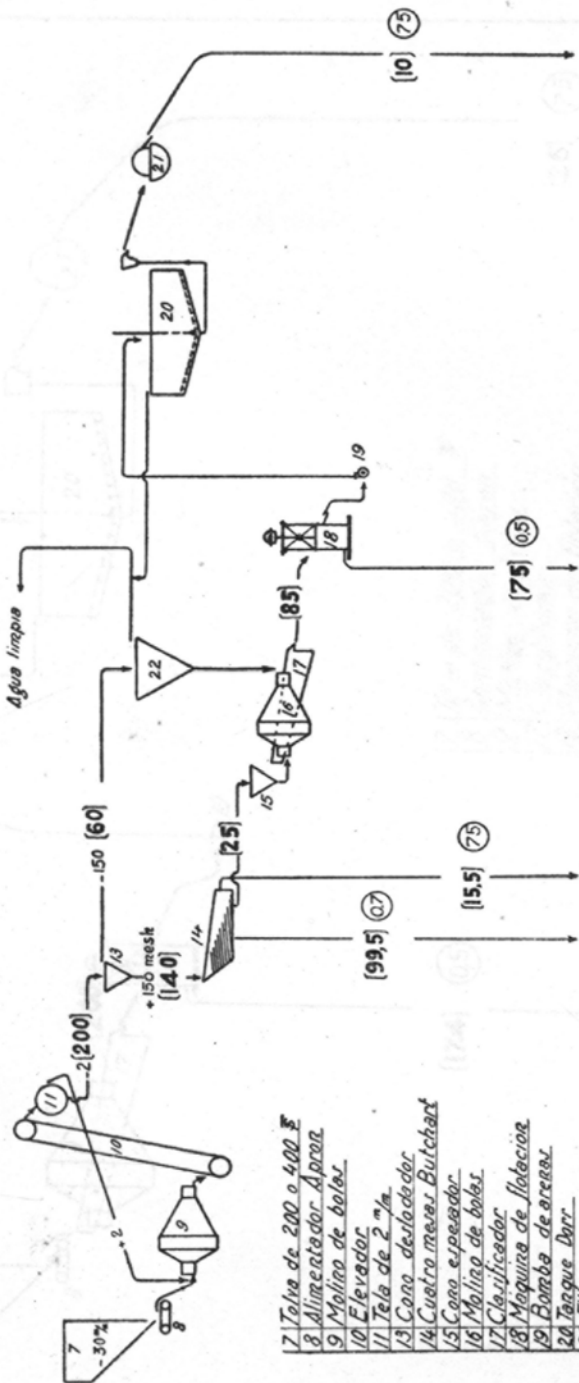 Agua limpia
7
-30%
8
9
10
11
+2
-2 [200]
13
-150 [60]
+150 mesh
[140]
14
[25]
15
16
17
22
[85]
18
19
20
21
[99,5] 0,7
[15,5] 75
[75] 0,5
[10] 75
7 Tolva de 200 o 400 T
8 Alimentador Apron
9 Molino de bolas
10 Elevador
11 Tela de 2 m/m
13 Cono deslodador
14 Cuatro mesas Butchart
15 Cono espesador
16 Molino de bolas
17 Clasificador
18 Máquina de flotación
19 Bomba de arenas
20 Tanque Dorr